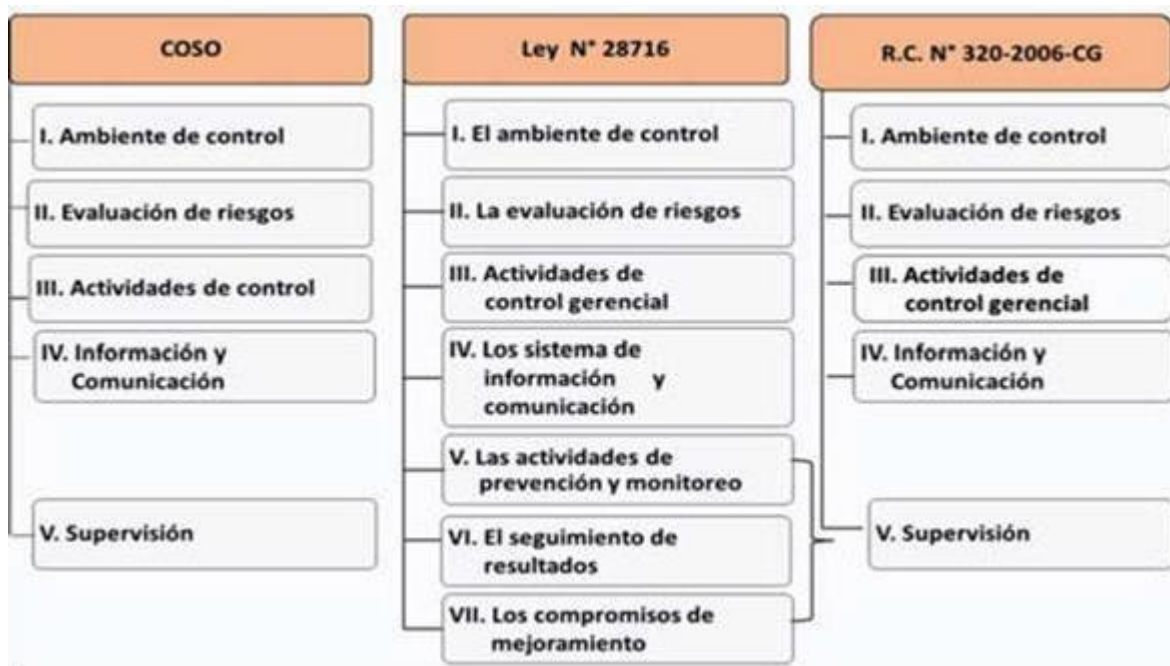 COSO
I. Ambiente de control
II. Evaluación de riesgos
III. Actividades de control
IV. Información y
Comunicación
V. Supervisión
Ley N° 28716
I. El ambiente de control
II. La evaluación de riesgos
III. Actividades de
control gerencial
IV. Los sistema de
información y
comunicación
V. Las actividades de
prevención y monitoreo
VI. El seguimiento de
resultados
VII. Los compromisos de
mejoramiento
R.C. N° 320-2006-CG
I. Ambiente de control
II. Evaluación de riesgos
III. Actividades de
control gerencial
IV. Información y
Comunicación
V. Supervisión